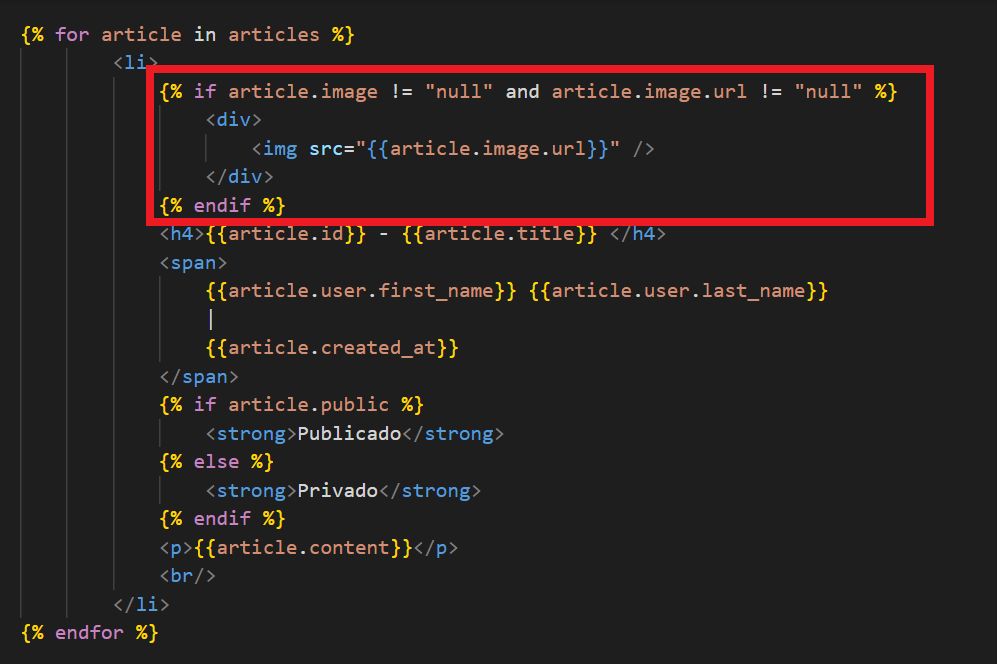 {% for article in articles %}
<li>
{% if article.image != "null" and article.image.url != "null" %}
<div>
<img src="{{article.image.url}}" />
</div>
{% endif %}
<h4>{{article.id}} - {{article.title}} </h4>
<span>
{{article.user.first_name}} {{article.user.last_name}}
|
{{article.created_at}}
</span>
{% if article.public %}
<strong>Publicado</strong>
{% else %}
<strong>Privado</strong>
{% endif %}
<p>{{article.content}}</p>
<br/>
</li>
{% endfor %}